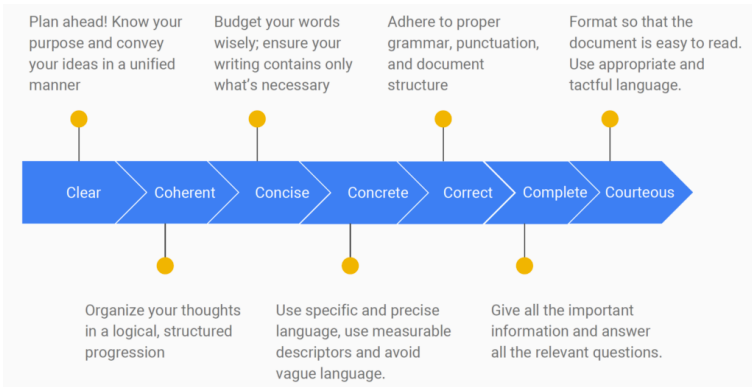 Plan ahead! Know your
purpose and convey
your ideas in a unified
manner
Budget your words
wisely; ensure your
writing contains only
what's necessary
Adhere to proper
grammar, punctuation,
and document
structure
Format so that the
document is easy to read.
Use appropriate and
tactful language.
Clear
Coherent
Concise
Concrete
Correct
Complete
Courteous
Organize your thoughts
in a logical, structured
progression
Use specific and precise
language, use measurable
descriptors and avoid
vague language.
Give all the important
information and answer
all the relevant questions.